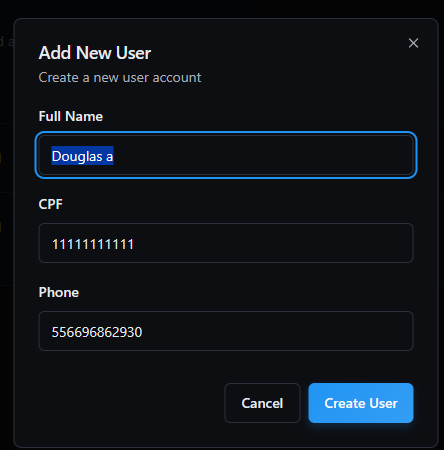 Add New User
Create a new user account
Full Name
Douglas a
CPF
11111111111
Phone
556696862930
Cancel
Create User